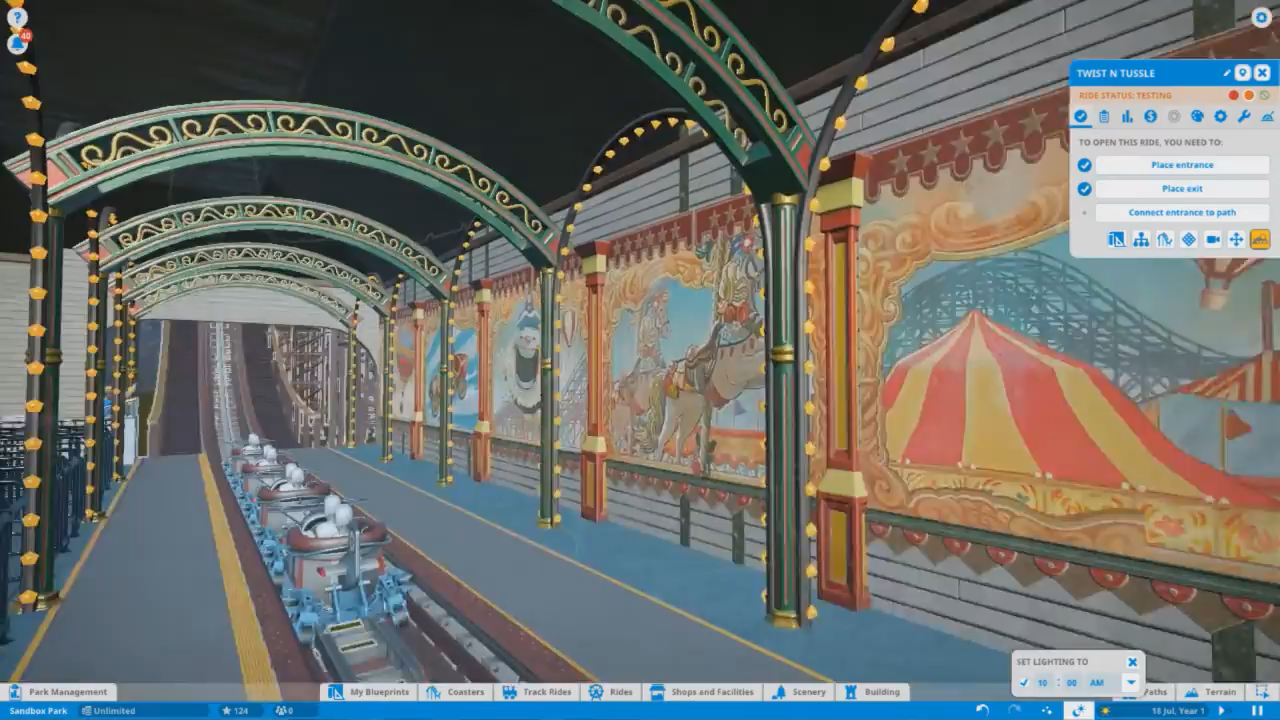 ?
40
TWIST N TUSSLE
RIDE STATUS: TESTING
TO OPEN THIS RIDE, YOU NEED TO:
Place entrance
Place exit
Connect entrance to path
SET LIGHTING TO
10 : 00 AM
Park Management
My Blueprints
Coasters
Track Rides
Rides
Shops and Facilities
Scenery
Building
Paths
Terrain
Sandbox Park
Unlimited
124
0
18 Jul, Year 1